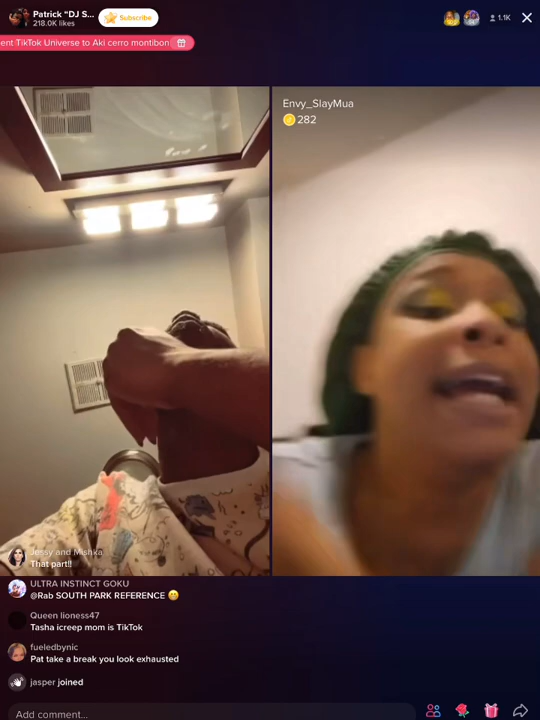 Patrick "DJ S...
218.0K likes
Subscribe
1.1K
ent TikTok Universe to Aki cerro montibon
Envy_SlayMua
282
Jessy and Mishka
That part!!
ULTRA INSTINCT GOKU
@Rab SOUTH PARK REFERENCE 😀
Queen lioness47
Tasha icreep mom is TikTok
fueledbynic
Pat take a break you look exhausted
jasper joined
Add comment...